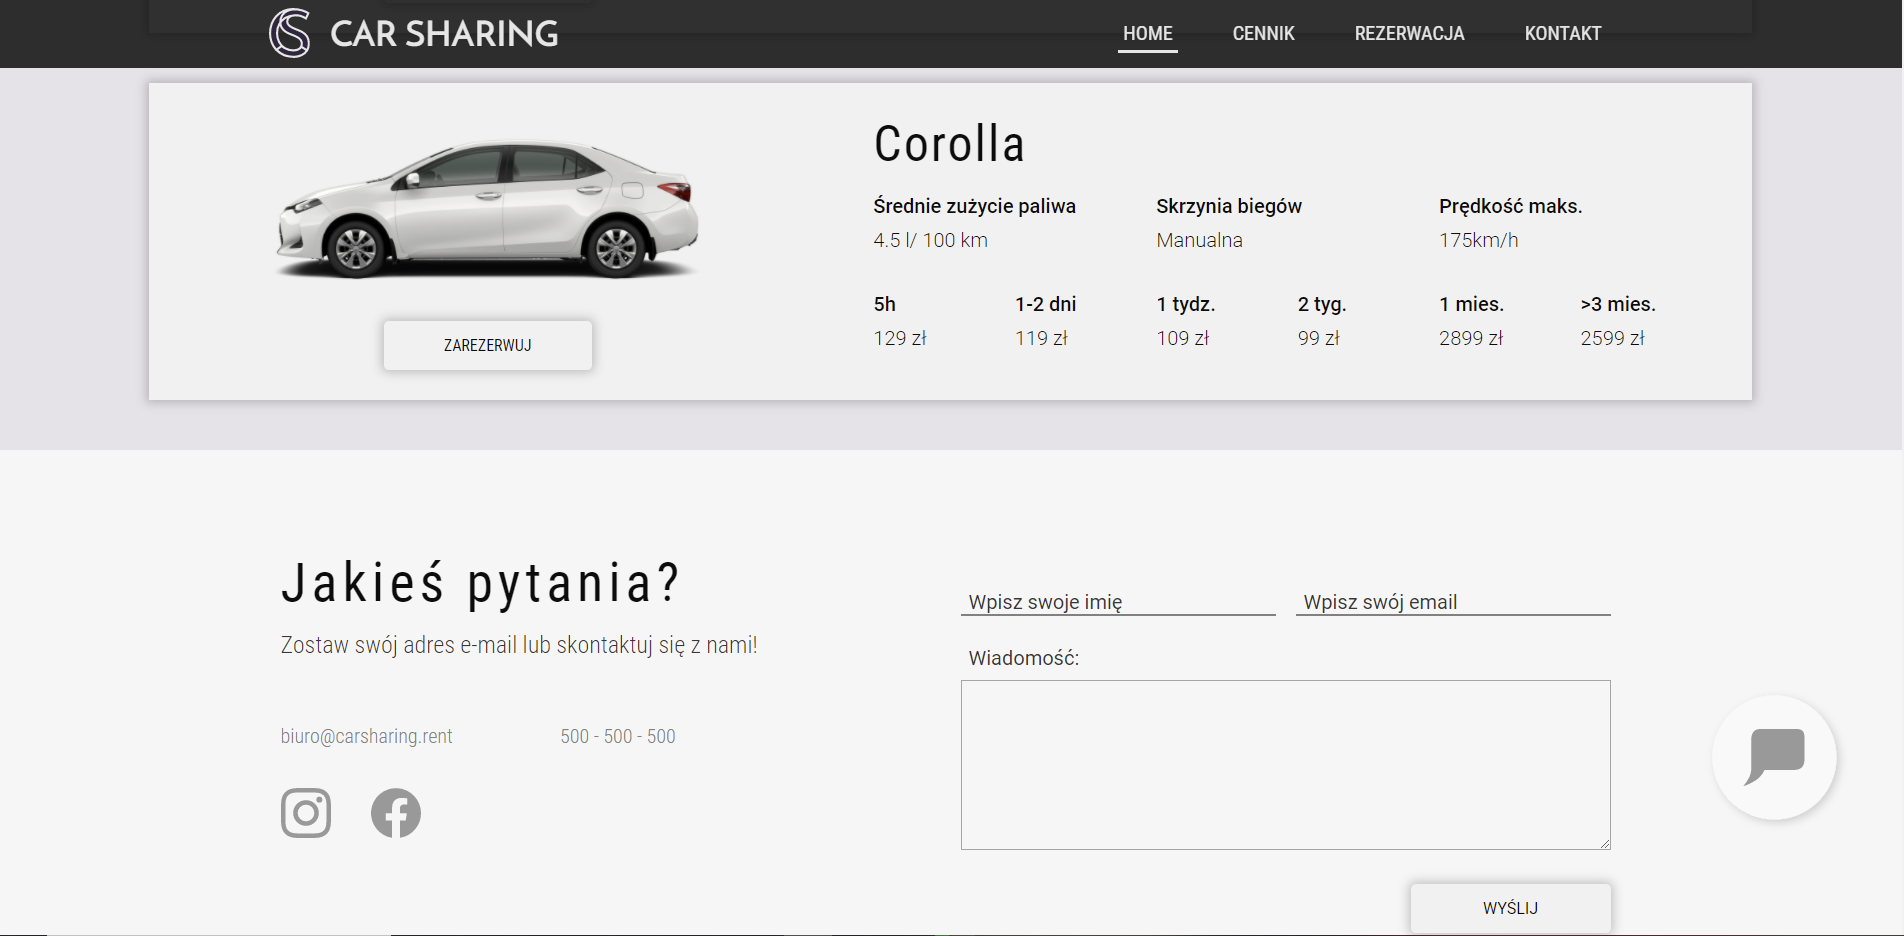 CAR SHARING
HOME CENNIK REZERWACJA KONTAKT
Corolla
Średnie zużycie paliwa Skrzynia biegów Prędkość maks.
4.5 l/ 100 km Manualna 175km/h
5h 1-2 dni 1 tydz. 2 tyg. 1 mies. >3 mies.
129 zł 119 zł 109 zł 99 zł 2899 zł 2599 zł
ZAREZERWUJ
Jakieś pytania?
Zostaw swój adres e-mail lub skontaktuj się z nami!
biuro@carsharing.rent 500 - 500 - 500
Wpisz swoje imię Wpisz swój email
Wiadomość:
WYŚLIJ